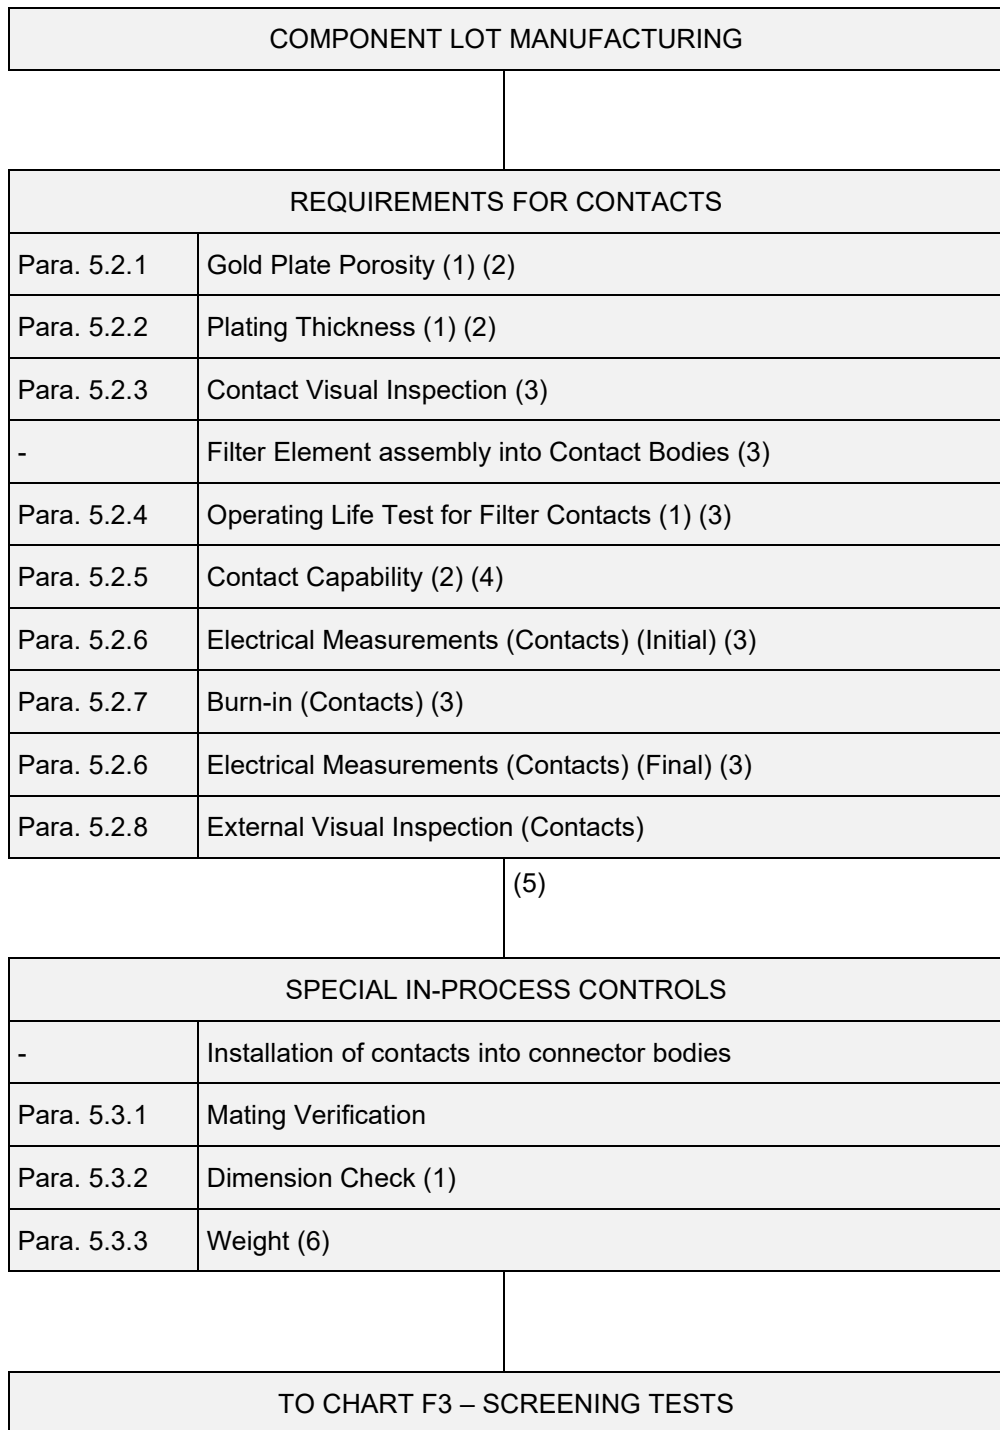 COMPONENT LOT MANUFACTURING
REQUIREMENTS FOR CONTACTS
Para. 5.2.1 Gold Plate Porosity (1) (2)
Para. 5.2.2 Plating Thickness (1) (2)
Para. 5.2.3 Contact Visual Inspection (3)
- Filter Element assembly into Contact Bodies (3)
Para. 5.2.4 Operating Life Test for Filter Contacts (1) (3)
Para. 5.2.5 Contact Capability (2) (4)
Para. 5.2.6 Electrical Measurements (Contacts) (Initial) (3)
Para. 5.2.7 Burn-in (Contacts) (3)
Para. 5.2.6 Electrical Measurements (Contacts) (Final) (3)
Para. 5.2.8 External Visual Inspection (Contacts)
(5)
SPECIAL IN-PROCESS CONTROLS
- Installation of contacts into connector bodies
Para. 5.3.1 Mating Verification
Para. 5.3.2 Dimension Check (1)
Para. 5.3.3 Weight (6)
TO CHART F3 – SCREENING TESTS